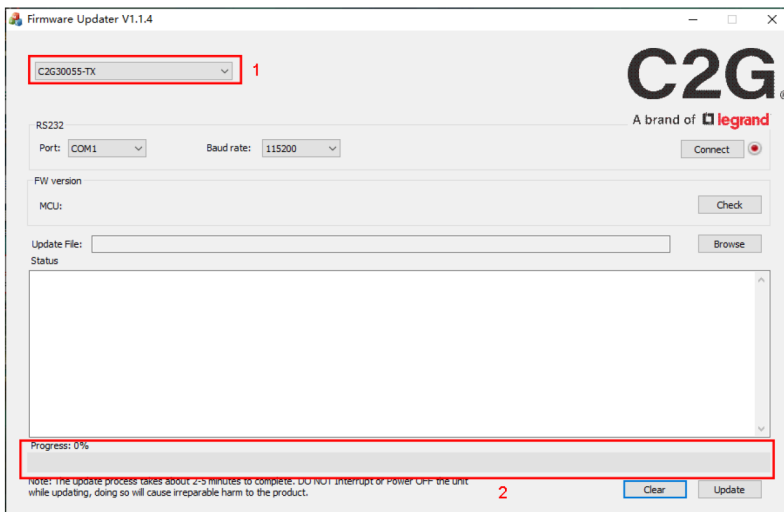 Firmware Updater V1.1.4
C2G30055-TX
1
C2G®
A brand of legrand
RS232
Port: COM1 Baud rate: 115200 Connect
FW version
MCU: Check
Update File: Browse
Status
Progress: 0%
Note: The update process takes about 2-5 minutes to complete. DO NOT Interrupt or Power OFF the unit
while updating, doing so will cause irreparable harm to the product.
2
Clear Update